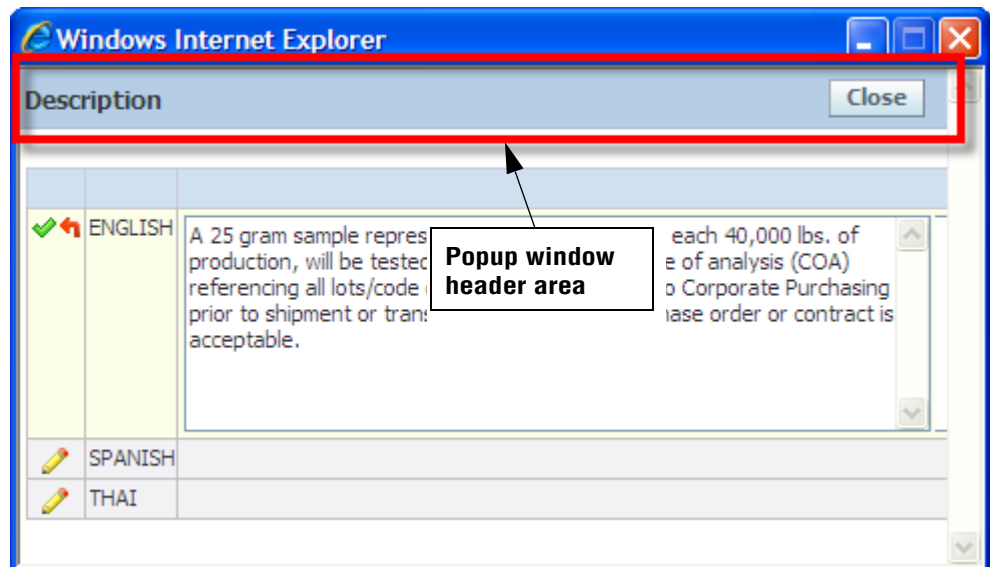 Windows Internet Explorer
Description
Close
ENGLISH
A 25 gram sample repres each 40,000 lbs. of
production, will be tested e of analysis (COA)
referencing all lots/code o Corporate Purchasing
prior to shipment or trans hase order or contract is
acceptable.
Popup window
header area
SPANISH
THAI